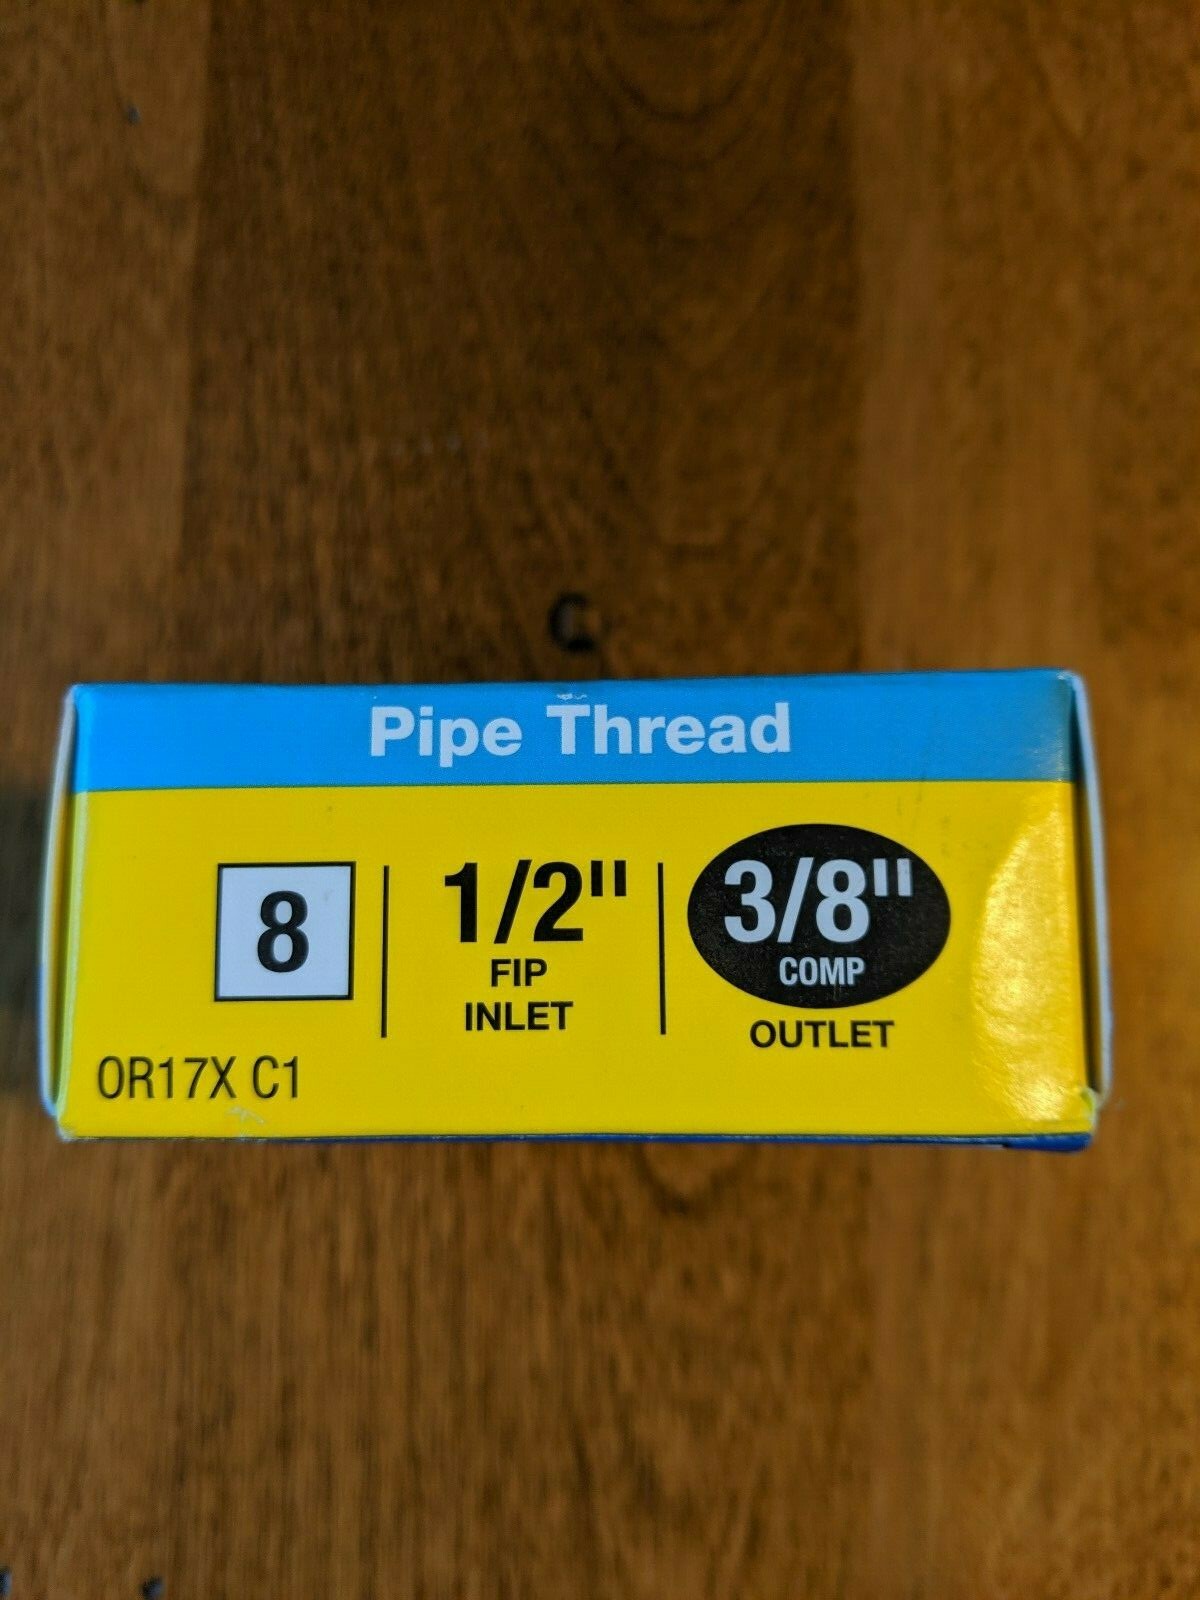 Pipe Thread
8
1/2"
FIP
INLET
3/8"
COMP
OUTLET
OR17X C1